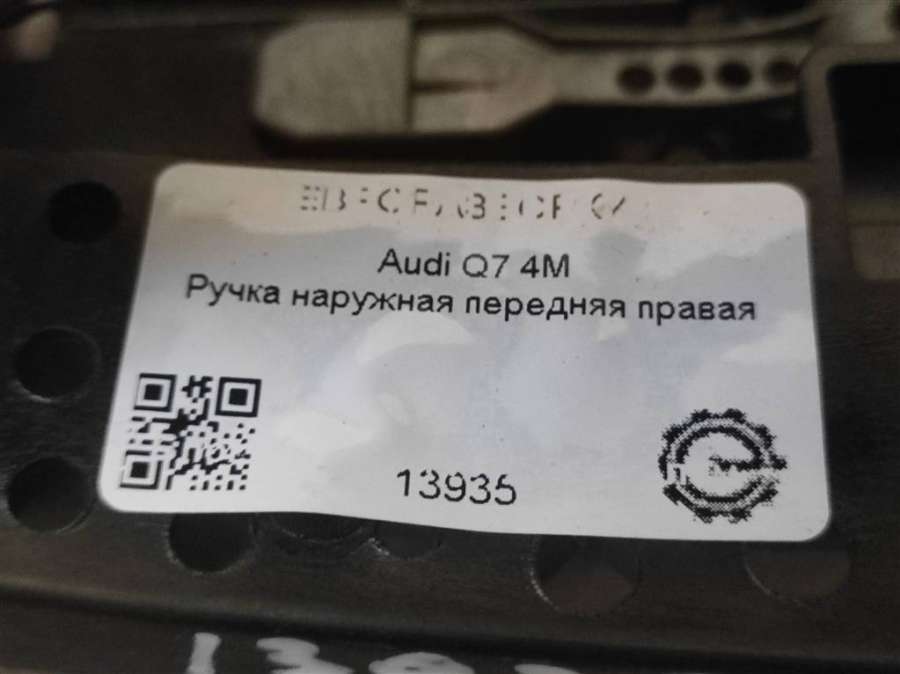 Audi Q7 4M
Ручка наружная передняя правая
13935